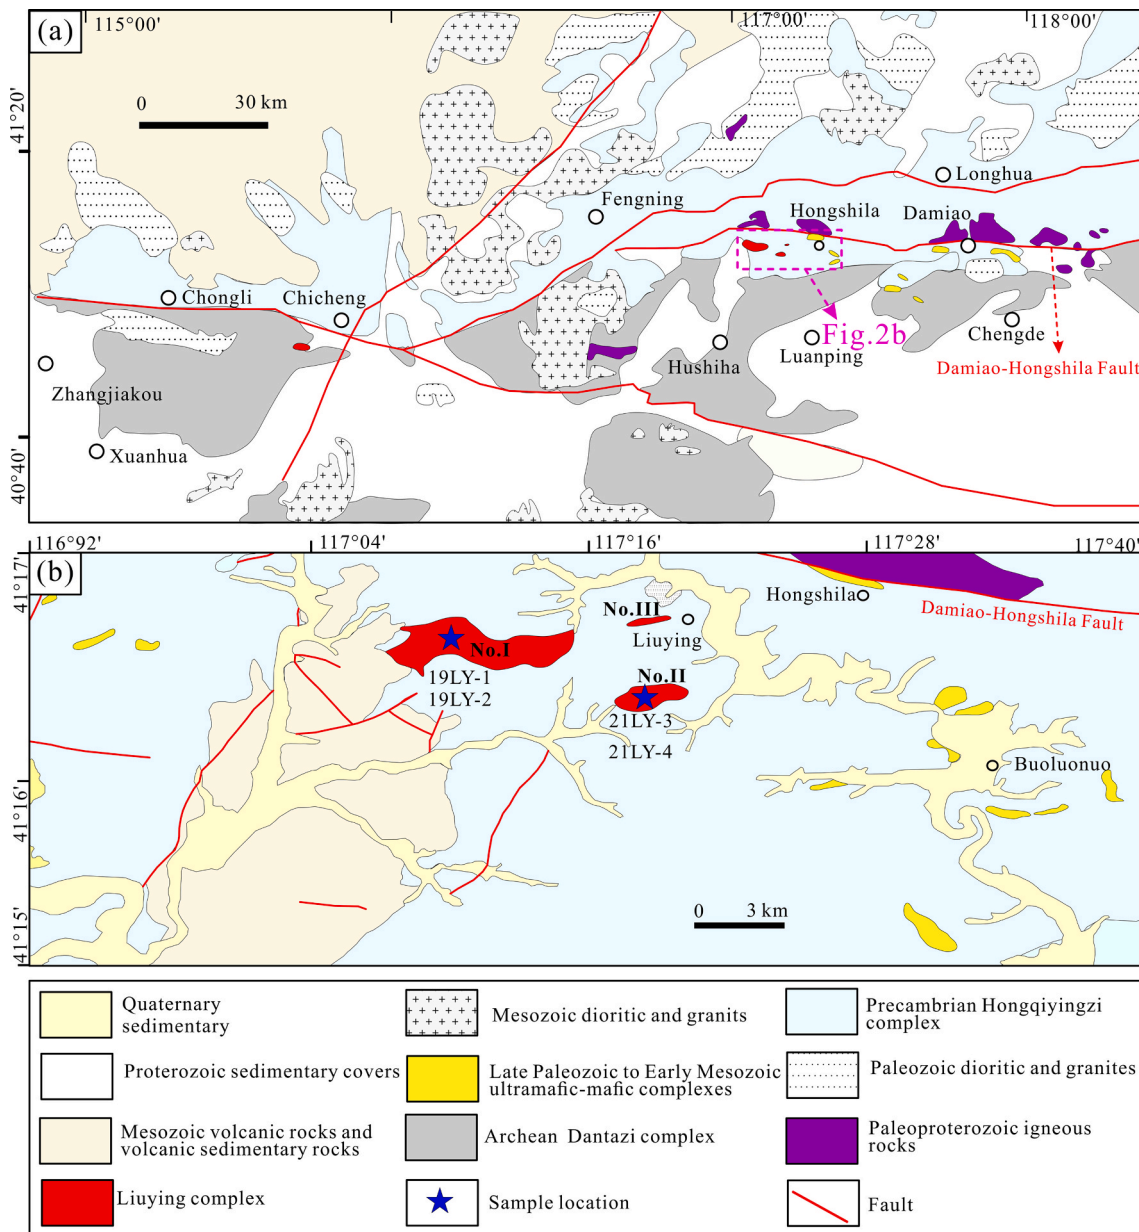 (a)
115°00'
117°00'
118°00'
41°20'
40°40'
0 30 km
Longhua
Fengning
Hongshila
Damiao
Chongli
Chicheng
Fig.2b
Chengde
Luanping
Hushiha
Zhangjiakou
Damiao-Hongshila Fault
Xuanhua
116°92'
117°04'
117°16'
117°28'
117°40'
(b)
41°17'
41°16'
41°15'
Hongshila
Damiao-Hongshila Fault
No.III
Liuying
No.I
No.II
19LY-1
19LY-2
21LY-3
21LY-4
Buoluonuo
0 3 km
Quaternary
sedimentary
Mesozoic dioritic and granits
Precambrian Hongqiyingzi
complex
Proterozoic sedimentary covers
Late Paleozoic to Early Mesozoic
ultramafic-mafic complexes
Paleozoic dioritic and granites
Mesozoic volcanic rocks and
volcanic sedimentary rocks
Archean Dantazi complex
Paleoproterozoic igneous
rocks
Liuying complex
Sample location
Fault